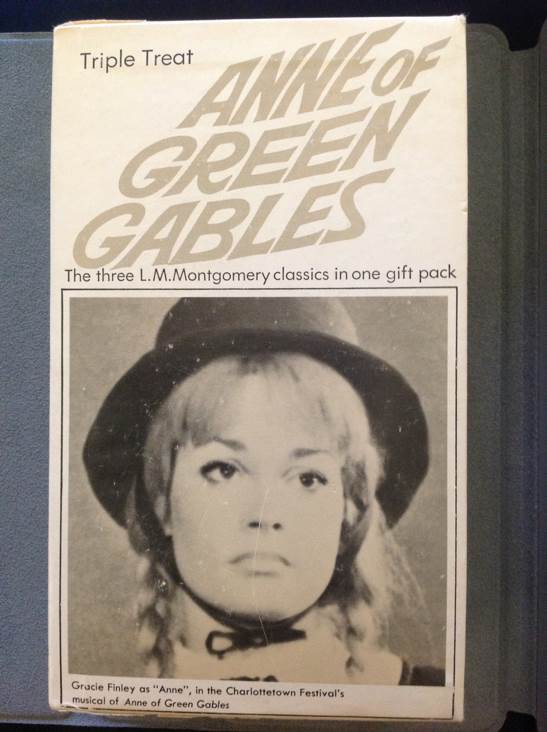 Triple Treat
ANNE OF
GREEN
GABLES
The three L.M.Montgomery classics in one gift pack
Gracie Finley as "Anne", in the Charlottetown Festival's
musical of Anne of Green Gables